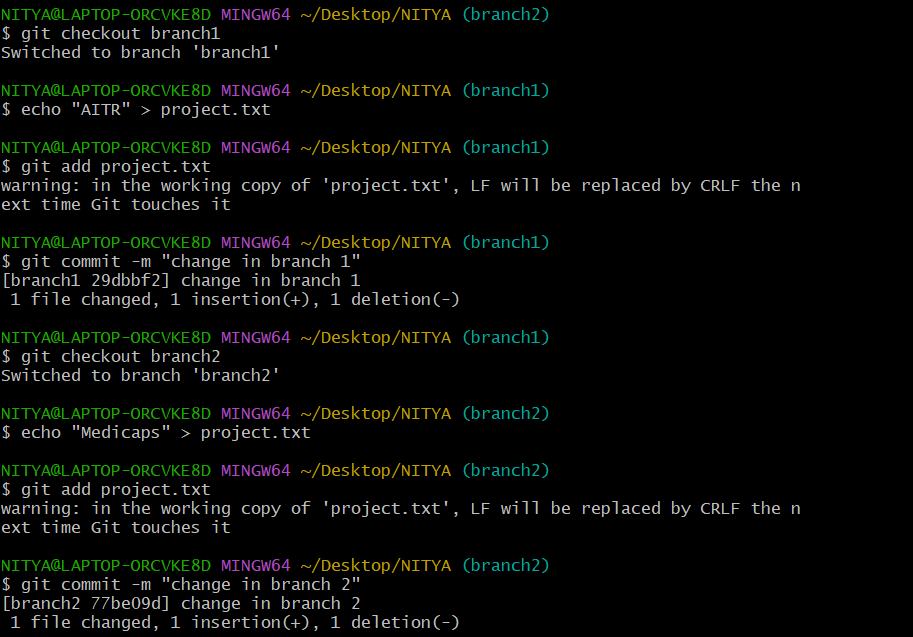 NITYA@LAPTOP-ORCVKE8D MINGW64 ~/Desktop/NITYA (branch2)
$ git checkout branch1
Switched to branch 'branch1'
NITYA@LAPTOP-ORCVKE8D MINGW64 ~/Desktop/NITYA (branch1)
$ echo "AITR" > project.txt
NITYA@LAPTOP-ORCVKE8D MINGW64 ~/Desktop/NITYA (branch1)
$ git add project.txt
warning: in the working copy of 'project.txt', LF will be replaced by CRLF the n
ext time Git touches it
NITYA@LAPTOP-ORCVKE8D MINGW64 ~/Desktop/NITYA (branch1)
$ git commit -m "change in branch 1"
[branch1 29dbbf2] change in branch 1
 1 file changed, 1 insertion(+), 1 deletion(-)
NITYA@LAPTOP-ORCVKE8D MINGW64 ~/Desktop/NITYA (branch1)
$ git checkout branch2
Switched to branch 'branch2'
NITYA@LAPTOP-ORCVKE8D MINGW64 ~/Desktop/NITYA (branch2)
$ echo "Medicaps" > project.txt
NITYA@LAPTOP-ORCVKE8D MINGW64 ~/Desktop/NITYA (branch2)
$ git add project.txt
warning: in the working copy of 'project.txt', LF will be replaced by CRLF the n
ext time Git touches it
NITYA@LAPTOP-ORCVKE8D MINGW64 ~/Desktop/NITYA (branch2)
$ git commit -m "change in branch 2"
[branch2 77be09d] change in branch 2
 1 file changed, 1 insertion(+), 1 deletion(-)